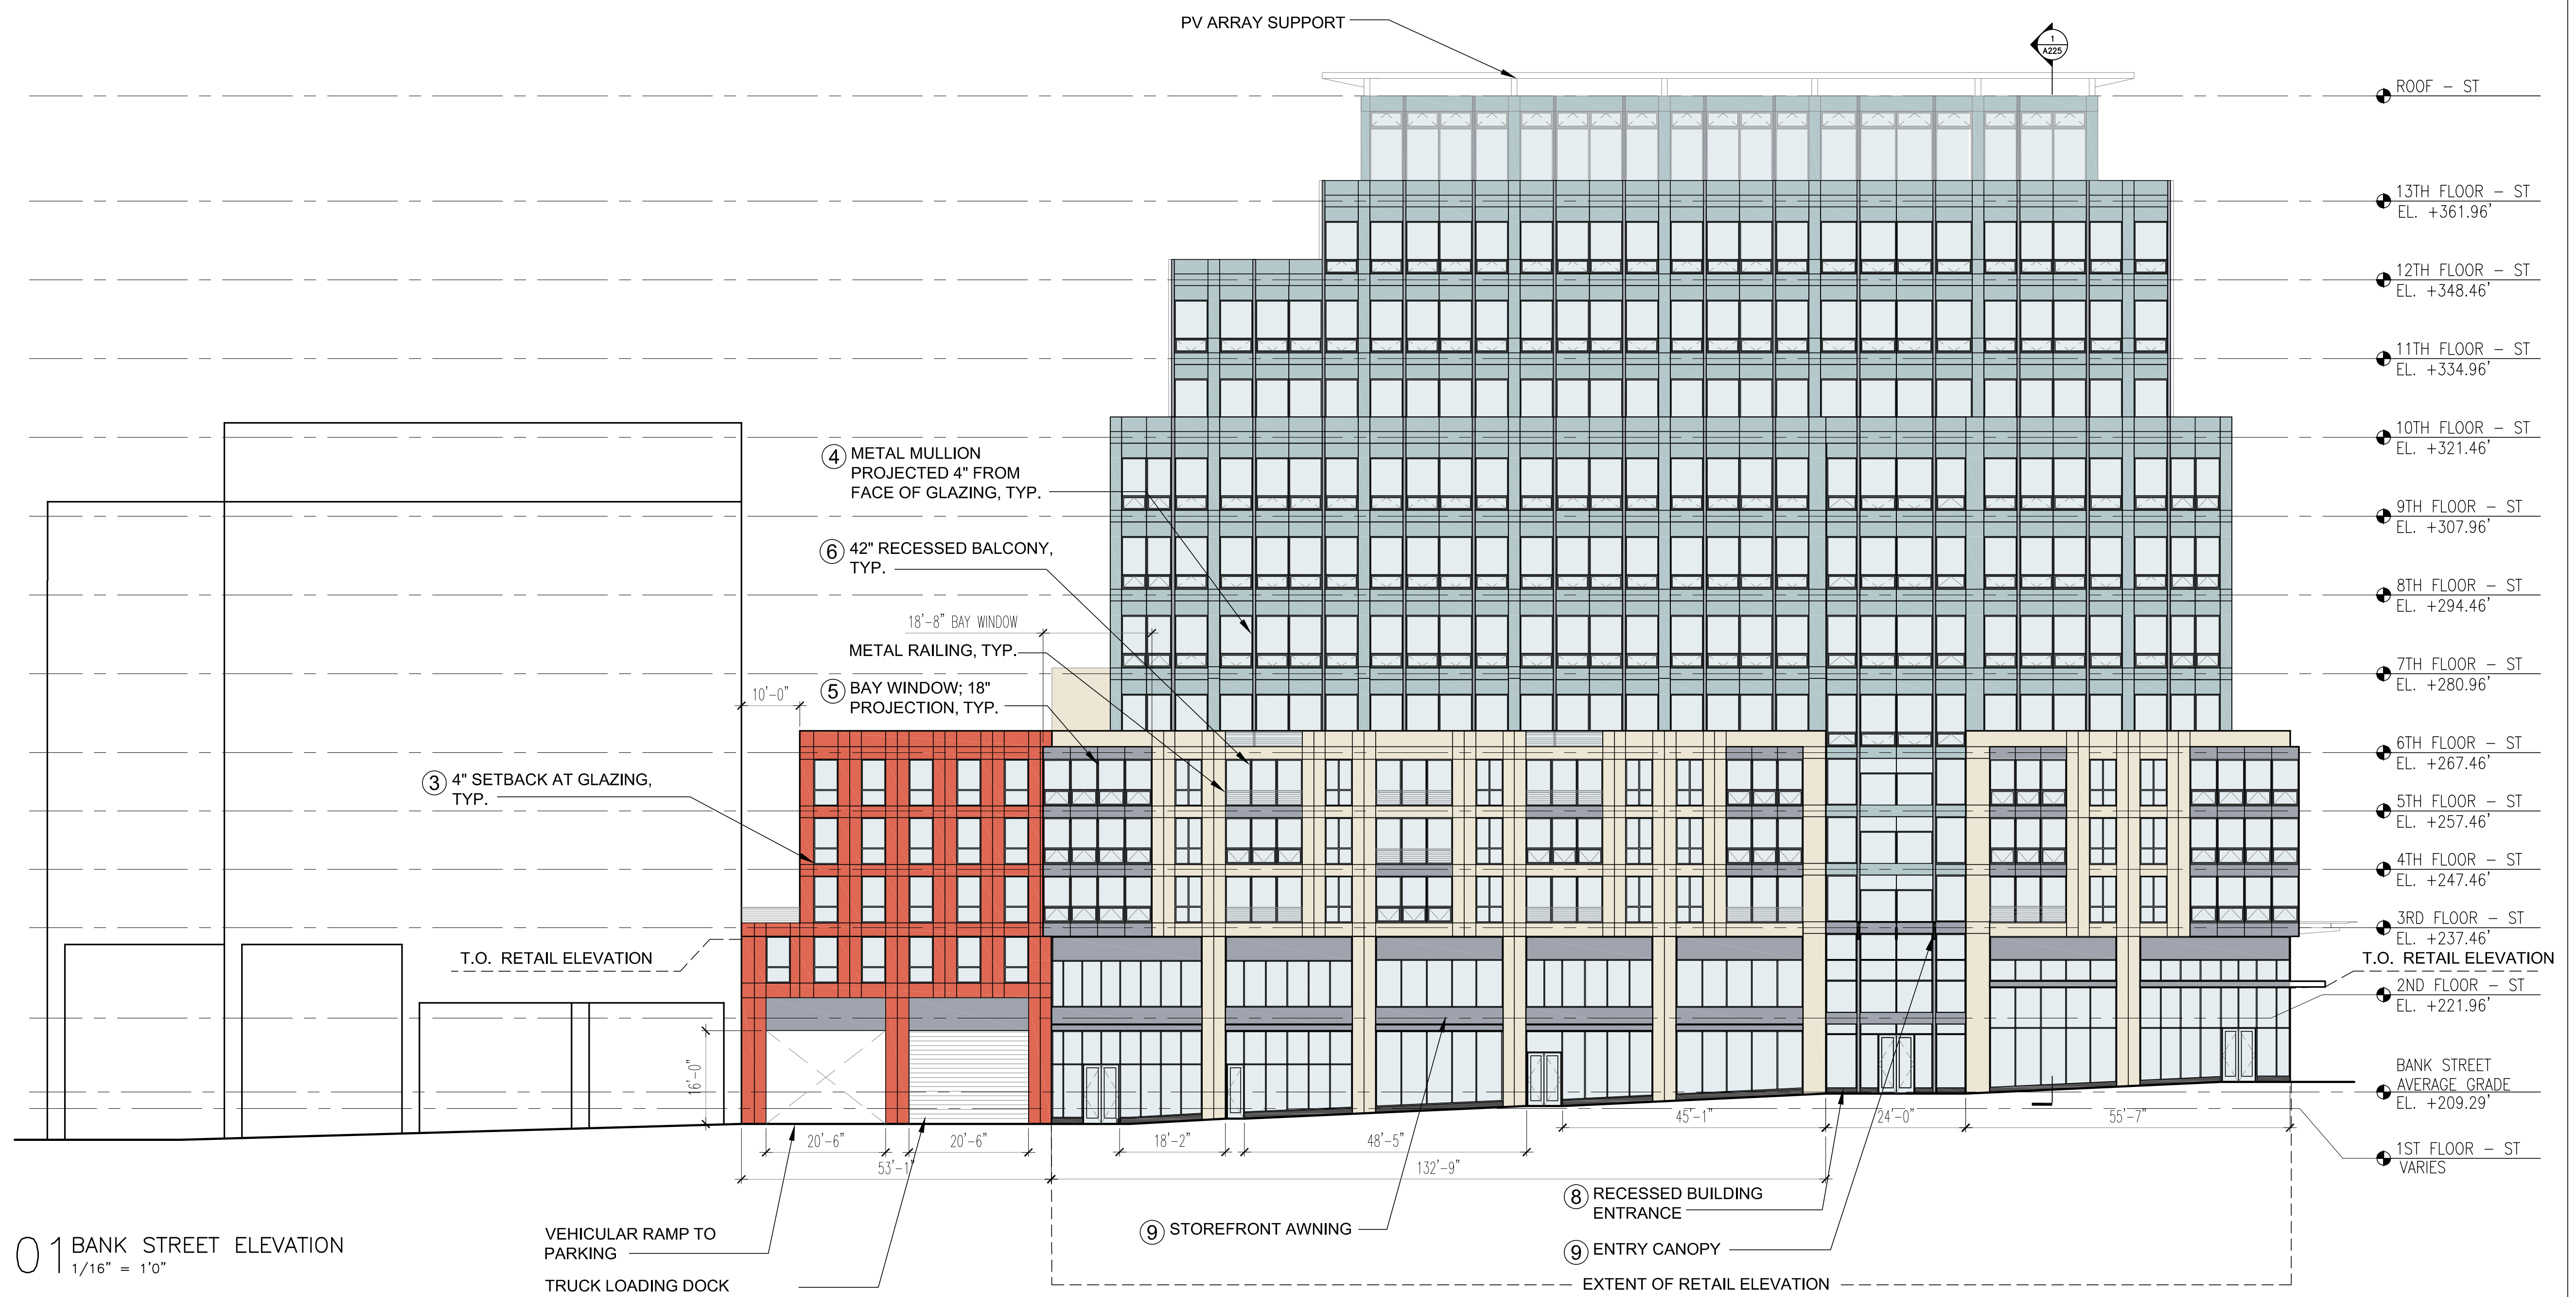 PV ARRAY SUPPORT
1
A225
ROOF - ST
13TH FLOOR - ST
EL. +361.96'
12TH FLOOR - ST
EL. +348.46'
11TH FLOOR - ST
EL. +334.96'
10TH FLOOR - ST
EL. +321.46'
9TH FLOOR - ST
EL. +307.96'
8TH FLOOR - ST
EL. +294.46'
7TH FLOOR - ST
EL. +280.96'
6TH FLOOR - ST
EL. +267.46'
5TH FLOOR - ST
EL. +257.46'
4TH FLOOR - ST
EL. +247.46'
3RD FLOOR - ST
EL. +237.46'
T.O. RETAIL ELEVATION
2ND FLOOR - ST
EL. +221.96'
BANK STREET
AVERAGE GRADE
EL. +209.29'
1ST FLOOR - ST
VARIES
4 METAL MULLION
PROJECTED 4" FROM
FACE OF GLAZING, TYP.
6 42" RECESSED BALCONY,
TYP.
18'-8" BAY WINDOW
METAL RAILING, TYP.
10'-0"
5 BAY WINDOW; 18"
PROJECTION, TYP.
3 4" SETBACK AT GLAZING,
TYP.
T.O. RETAIL ELEVATION
16'-0"
20'-6"
20'-6"
53'-1"
18'-2"
48'-5"
132'-9"
45'-1"
24'-0"
55'-7"
8 RECESSED BUILDING
ENTRANCE
9 STOREFRONT AWNING
9 ENTRY CANOPY
EXTENT OF RETAIL ELEVATION
VEHICULAR RAMP TO
PARKING
TRUCK LOADING DOCK
01 BANK STREET ELEVATION
1/16" = 1'0"